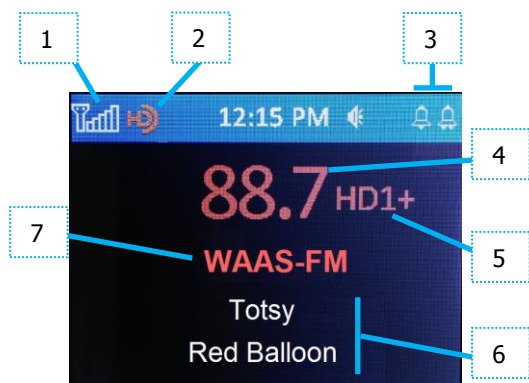 1 2 3
HD 12:15 PM
4
88.7 HD1+
7
WAAS-FM
5
Totsy
Red Balloon
6